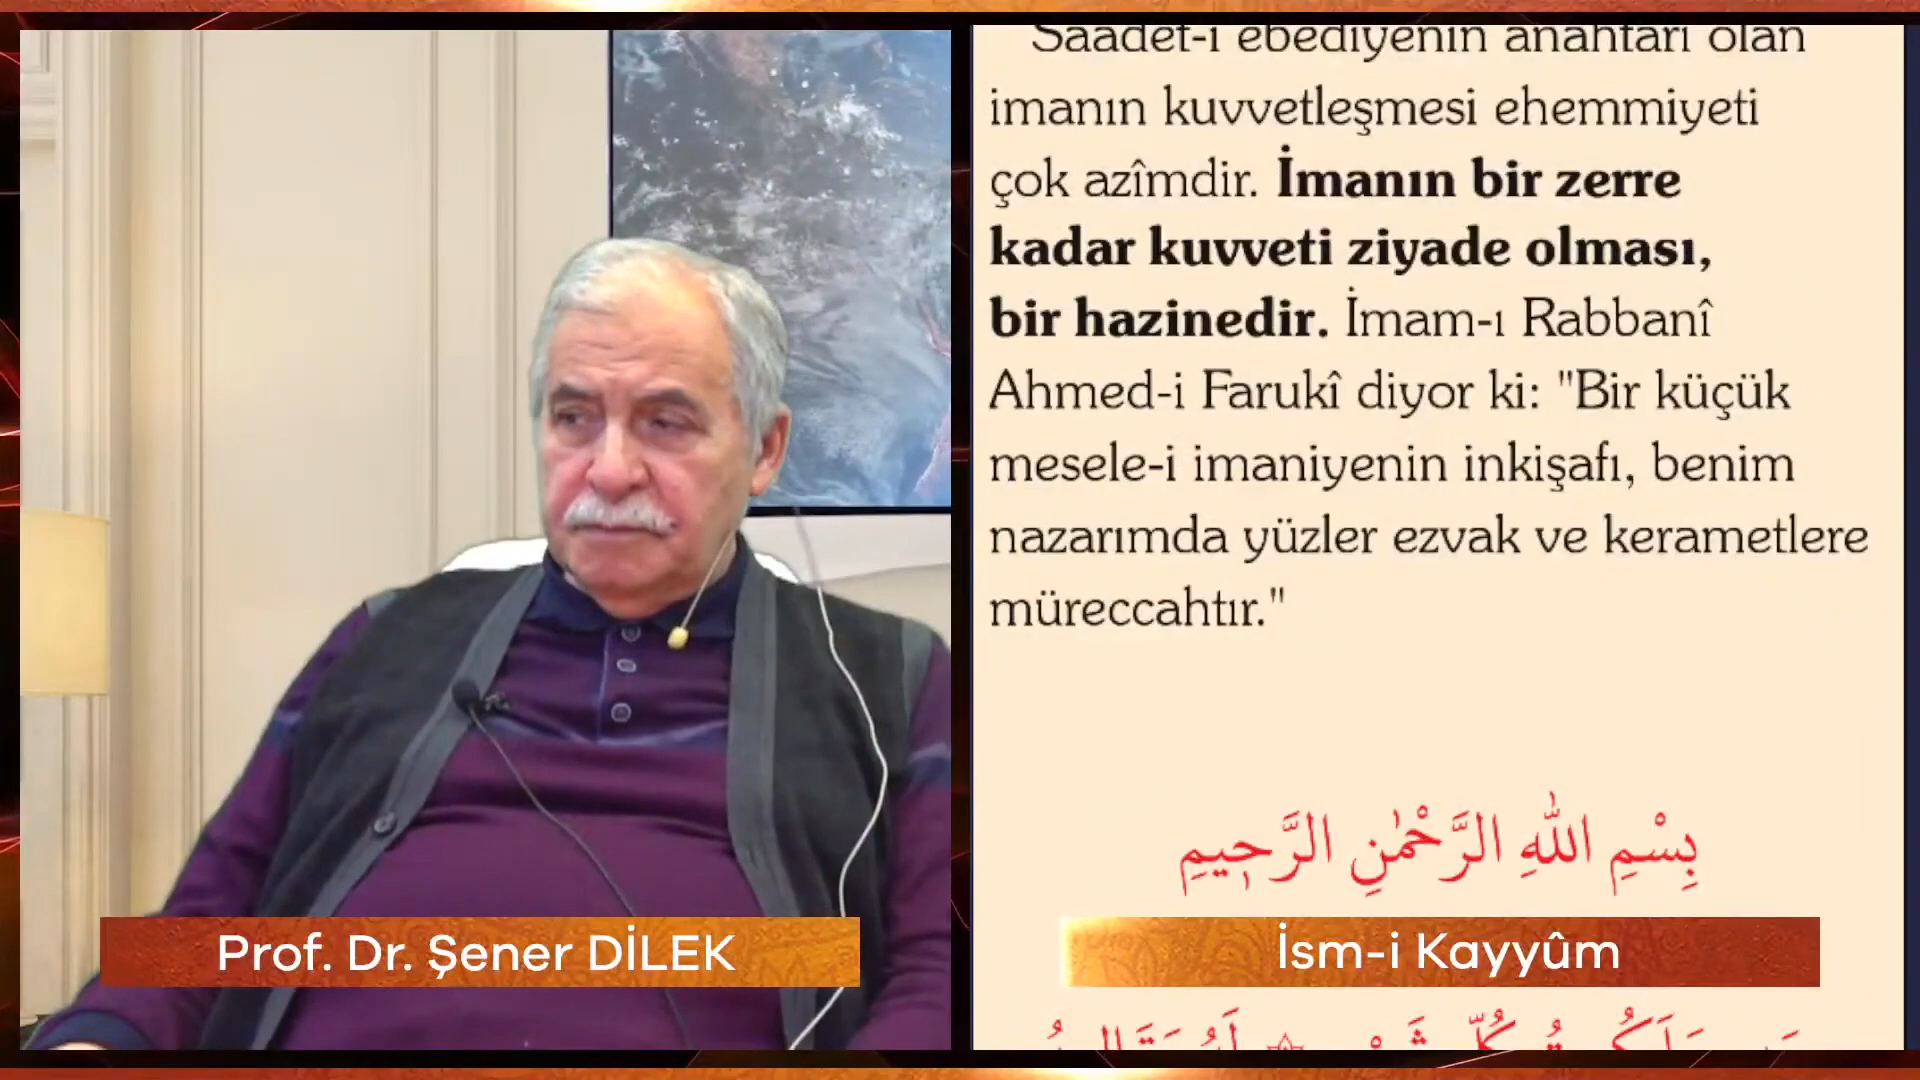 Saadet-i ebediyenin anahtarı olan
imanın kuvvetleşmesi ehemmiyeti
çok azîmdir. İmanın bir zerre
kadar kuvveti ziyade olması,
bir hazinedir. İmam-ı Rabbanî
Ahmed-i Farukî diyor ki: "Bir küçük
mesele-i imaniyenin inkişafı, benim
nazarımda yüzler ezvak ve kerametlere
müreccahtır."
بِسْمِ اللّٰهِ الرَّحْمٰنِ الرَّحِيمِ
Prof. Dr. Şener DİLEK
İsm-i Kayyûm